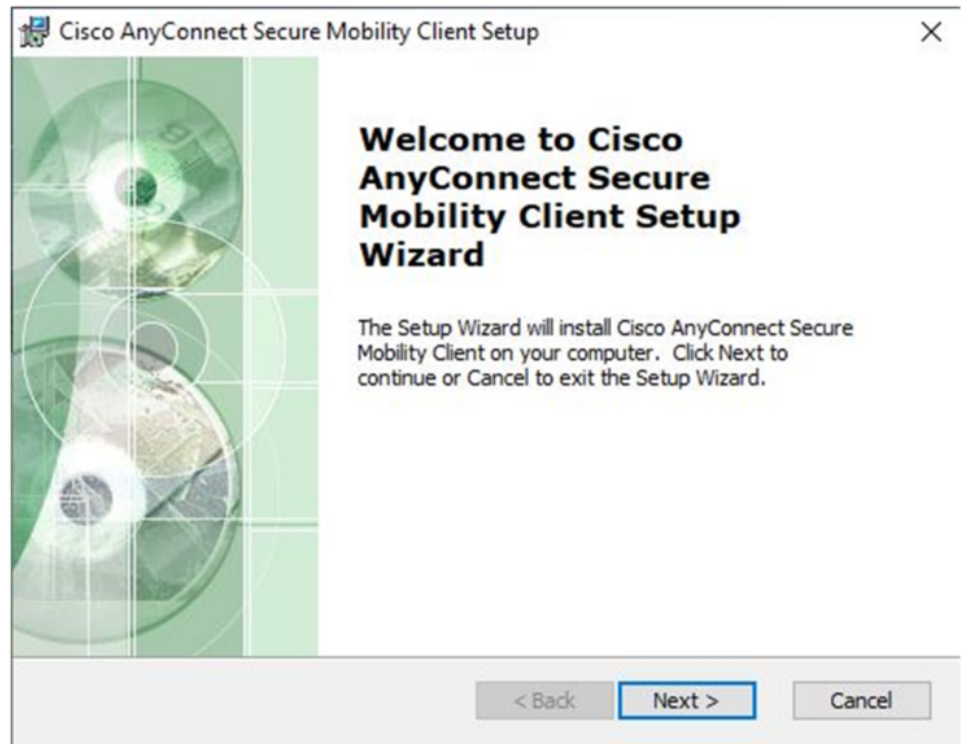 Cisco AnyConnect Secure Mobility Client Setup
Welcome to Cisco
AnyConnect Secure
Mobility Client Setup
Wizard
The Setup Wizard will install Cisco AnyConnect Secure
Mobility Client on your computer.  Click Next to
continue or Cancel to exit the Setup Wizard.
< Back Next > Cancel